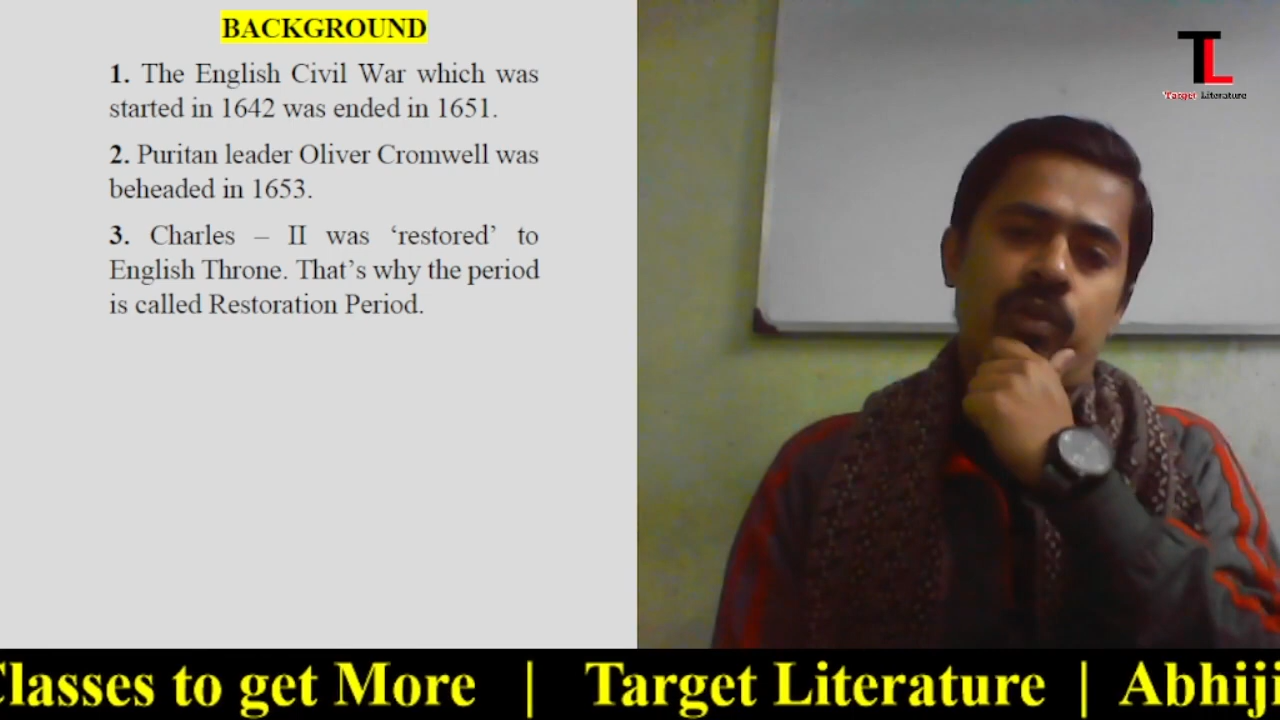 BACKGROUND
1. The English Civil War which was
started in 1642 was ended in 1651.
2. Puritan leader Oliver Cromwell was
beheaded in 1653.
3. Charles – II was ‘restored’ to
English Throne. That’s why the period
is called Restoration Period.
TL
Target Literature
Classes to get More | Target Literature | Abhiji